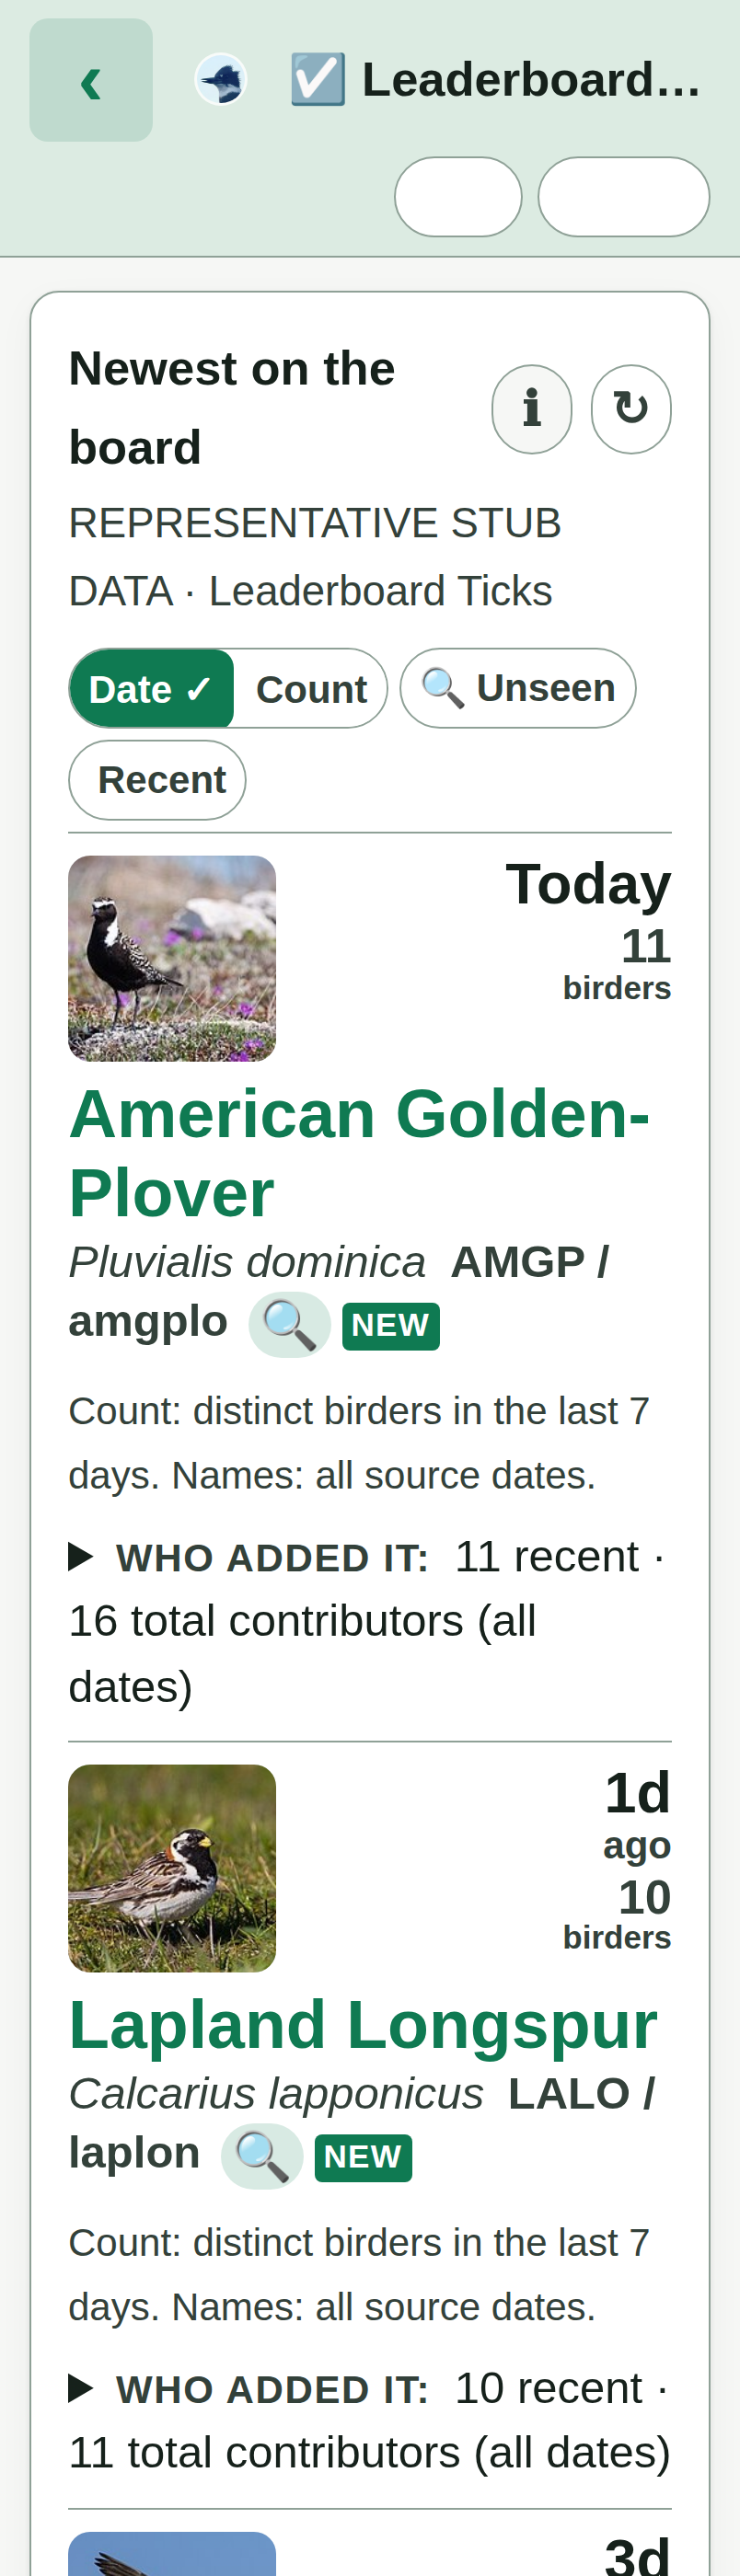 ‹ ☑️ Leaderboard…
Newest on the
board
ℹ ↻
REPRESENTATIVE STUB
DATA · Leaderboard Ticks
Date ✓ Count 🔍 Unseen
Recent
Today
11
birders
American Golden-
Plover
Pluvialis dominica AMGP /
amgplo 🔍 NEW
Count: distinct birders in the last 7
days. Names: all source dates.
▶ WHO ADDED IT: 11 recent ·
16 total contributors (all
dates)
1d
ago
10
birders
Lapland Longspur
Calcarius lapponicus LALO /
laplon 🔍 NEW
Count: distinct birders in the last 7
days. Names: all source dates.
▶ WHO ADDED IT: 10 recent ·
11 total contributors (all dates)
3d